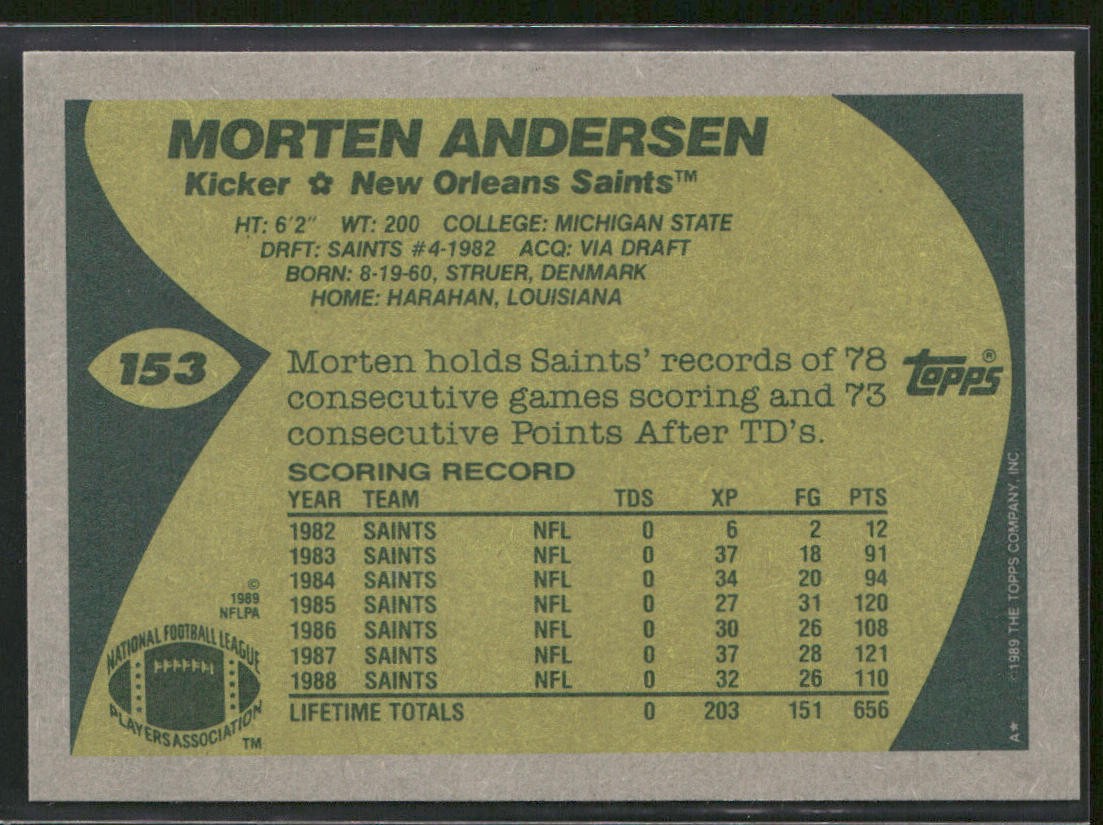 MORTEN ANDERSEN
Kicker ✿ New Orleans Saints™
HT: 6'2" WT: 200 COLLEGE: MICHIGAN STATE
DRFT: SAINTS #4-1982 ACQ: VIA DRAFT
BORN: 8-19-60, STRUER, DENMARK
HOME: HARAHAN, LOUISIANA
153
Morten holds Saints' records of 78
consecutive games scoring and 73
consecutive Points After TD's.
topps®
SCORING RECORD
YEAR TEAM TDS XP FG PTS
1982 SAINTS NFL 0 6 2 12
1983 SAINTS NFL 0 37 18 91
1984 SAINTS NFL 0 34 20 94
1985 SAINTS NFL 0 27 31 120
1986 SAINTS NFL 0 30 26 108
1987 SAINTS NFL 0 37 28 121
1988 SAINTS NFL 0 32 26 110
LIFETIME TOTALS 0 203 151 656
©
1989
NFLPA
NATIONAL FOOTBALL LEAGUE
PLAYERS ASSOCIATION
TM
©1989 THE TOPPS COMPANY, INC.
A★